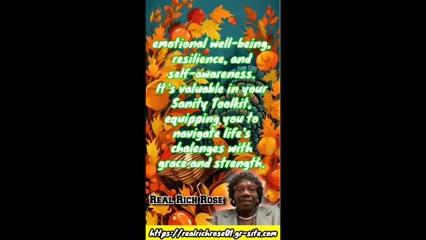 emotional well-being,
resilience, and
self-awareness.
It's valuable in your
Sanity Toolkit,
equipping you to
navigate life's
chalenges with
grace and strength.
Real Rich Rose
https://realrichrose01.gr-site.com